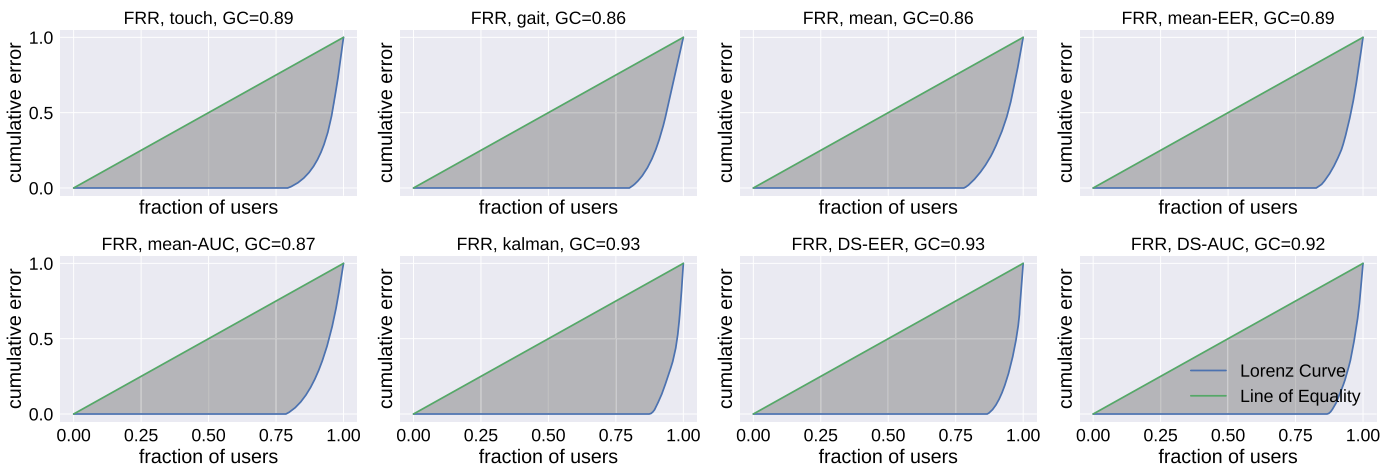 FRR, touch, GC=0.89
FRR, gait, GC=0.86
FRR, mean, GC=0.86
FRR, mean-EER, GC=0.89
cumulative error
1.0
0.5
0.0
fraction of users
cumulative error
fraction of users
cumulative error
fraction of users
cumulative error
fraction of users
FRR, mean-AUC, GC=0.87
FRR, kalman, GC=0.93
FRR, DS-EER, GC=0.93
FRR, DS-AUC, GC=0.92
cumulative error
1.0
0.5
0.0
0.00 0.25 0.50 0.75 1.00
fraction of users
cumulative error
0.00 0.25 0.50 0.75 1.00
fraction of users
cumulative error
0.00 0.25 0.50 0.75 1.00
fraction of users
cumulative error
Lorenz Curve
Line of Equality
0.00 0.25 0.50 0.75 1.00
fraction of users